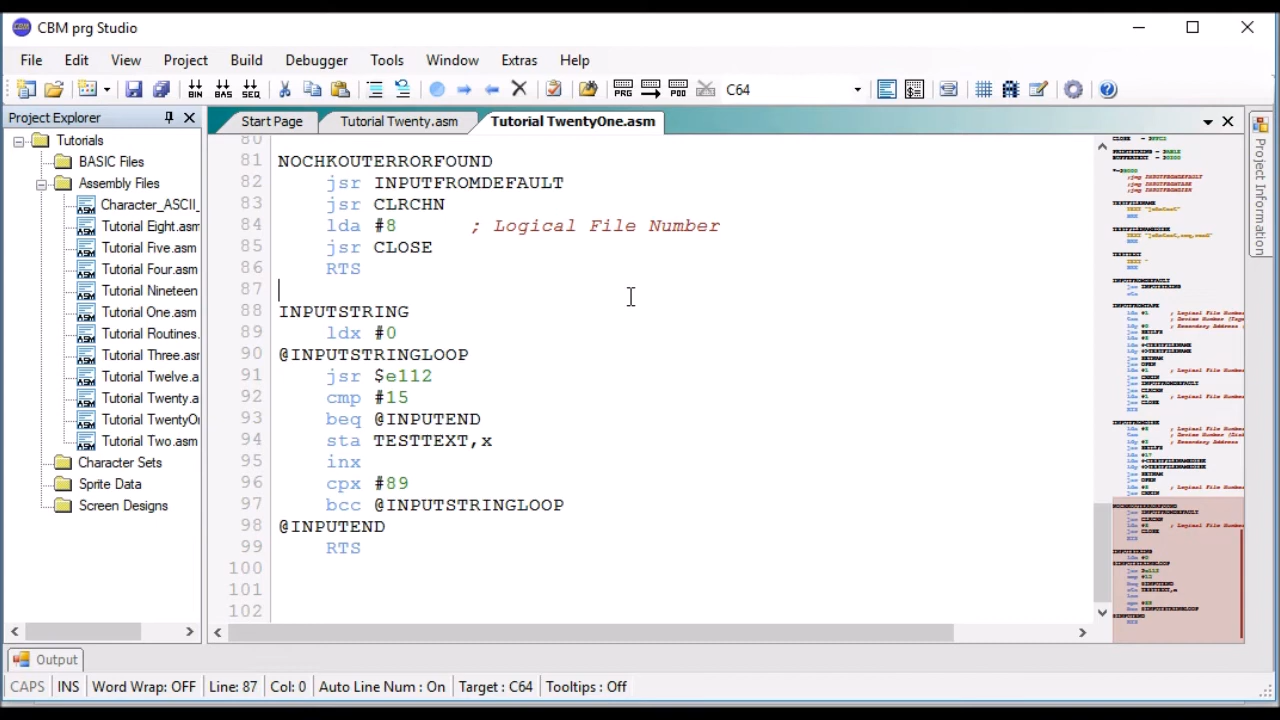 CBM prg Studio
File Edit View Project Build Debugger Tools Window Extras Help
BIN BAS SEQ PRG POO C64
Project Explorer
Start Page Tutorial Twenty.asm Tutorial TwentyOne.asm
Tutorials
BASIC Files
Assembly Files
Character_ASCII_
Tutorial Eight.asm
Tutorial Five.asm
Tutorial Four.asm
Tutorial Nineteen
Tutorial One.asm
Tutorial Routines.
Tutorial Three.asm
Tutorial Twelve.a
Tutorial Twenty.a
Tutorial TwentyO
Tutorial Two.asm
Character Sets
Sprite Data
Screen Designs
80
81 NOCHKOUTERRORFOUND
82 jsr INPUTFROMDEFAULT
83 jsr CLRCHN
84 lda #8 ; Logical File Number
85 jsr CLOSE
86 RTS
87
88 INPUTSTRING
89 ldx #0
90 @INPUTSTRINGLOOP
91 jsr $e112
92 cmp #15
93 beq @INPUTEND
94 sta TESTTEXT,x
95 inx
96 cpx #89
97 bcc @INPUTSTRINGLOOP
98 @INPUTEND
99 RTS
100
101
102
Project Information
Output
CAPS INS Word Wrap: OFF Line: 87 Col: 0 Auto Line Num : On Target : C64 Tooltips : Off